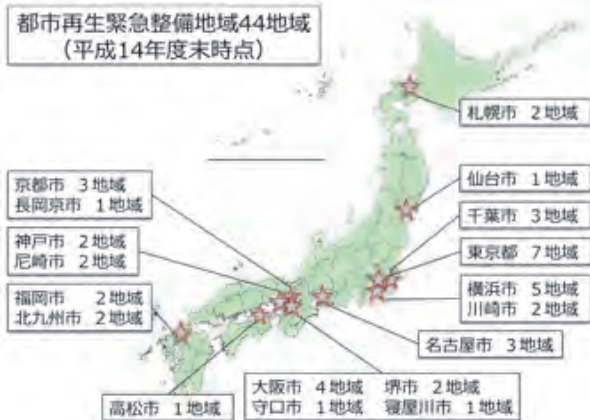 都市再生緊急整備地域44地域
(平成14年度末時点)
札幌市 2地域
京都市 3地域
長岡京市 1地域
仙台市 1地域
千葉市 3地域
神戸市 2地域
尼崎市 2地域
東京都 7地域
横浜市 5地域
川崎市 2地域
福岡市 2地域
北九州市 2地域
名古屋市 3地域
高松市 1地域
大阪市 4地域 堺市 2地域
守口市 1地域 寝屋川市 1地域